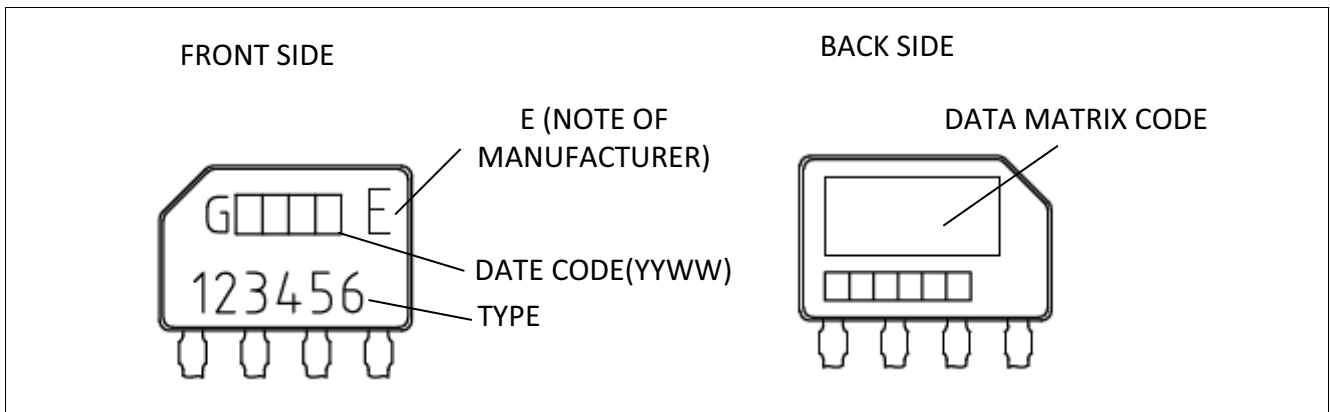 FRONT SIDE
BACK SIDE
E (NOTE OF
MANUFACTURER)
DATA MATRIX CODE
G E
DATE CODE(YYWW)
123456
TYPE